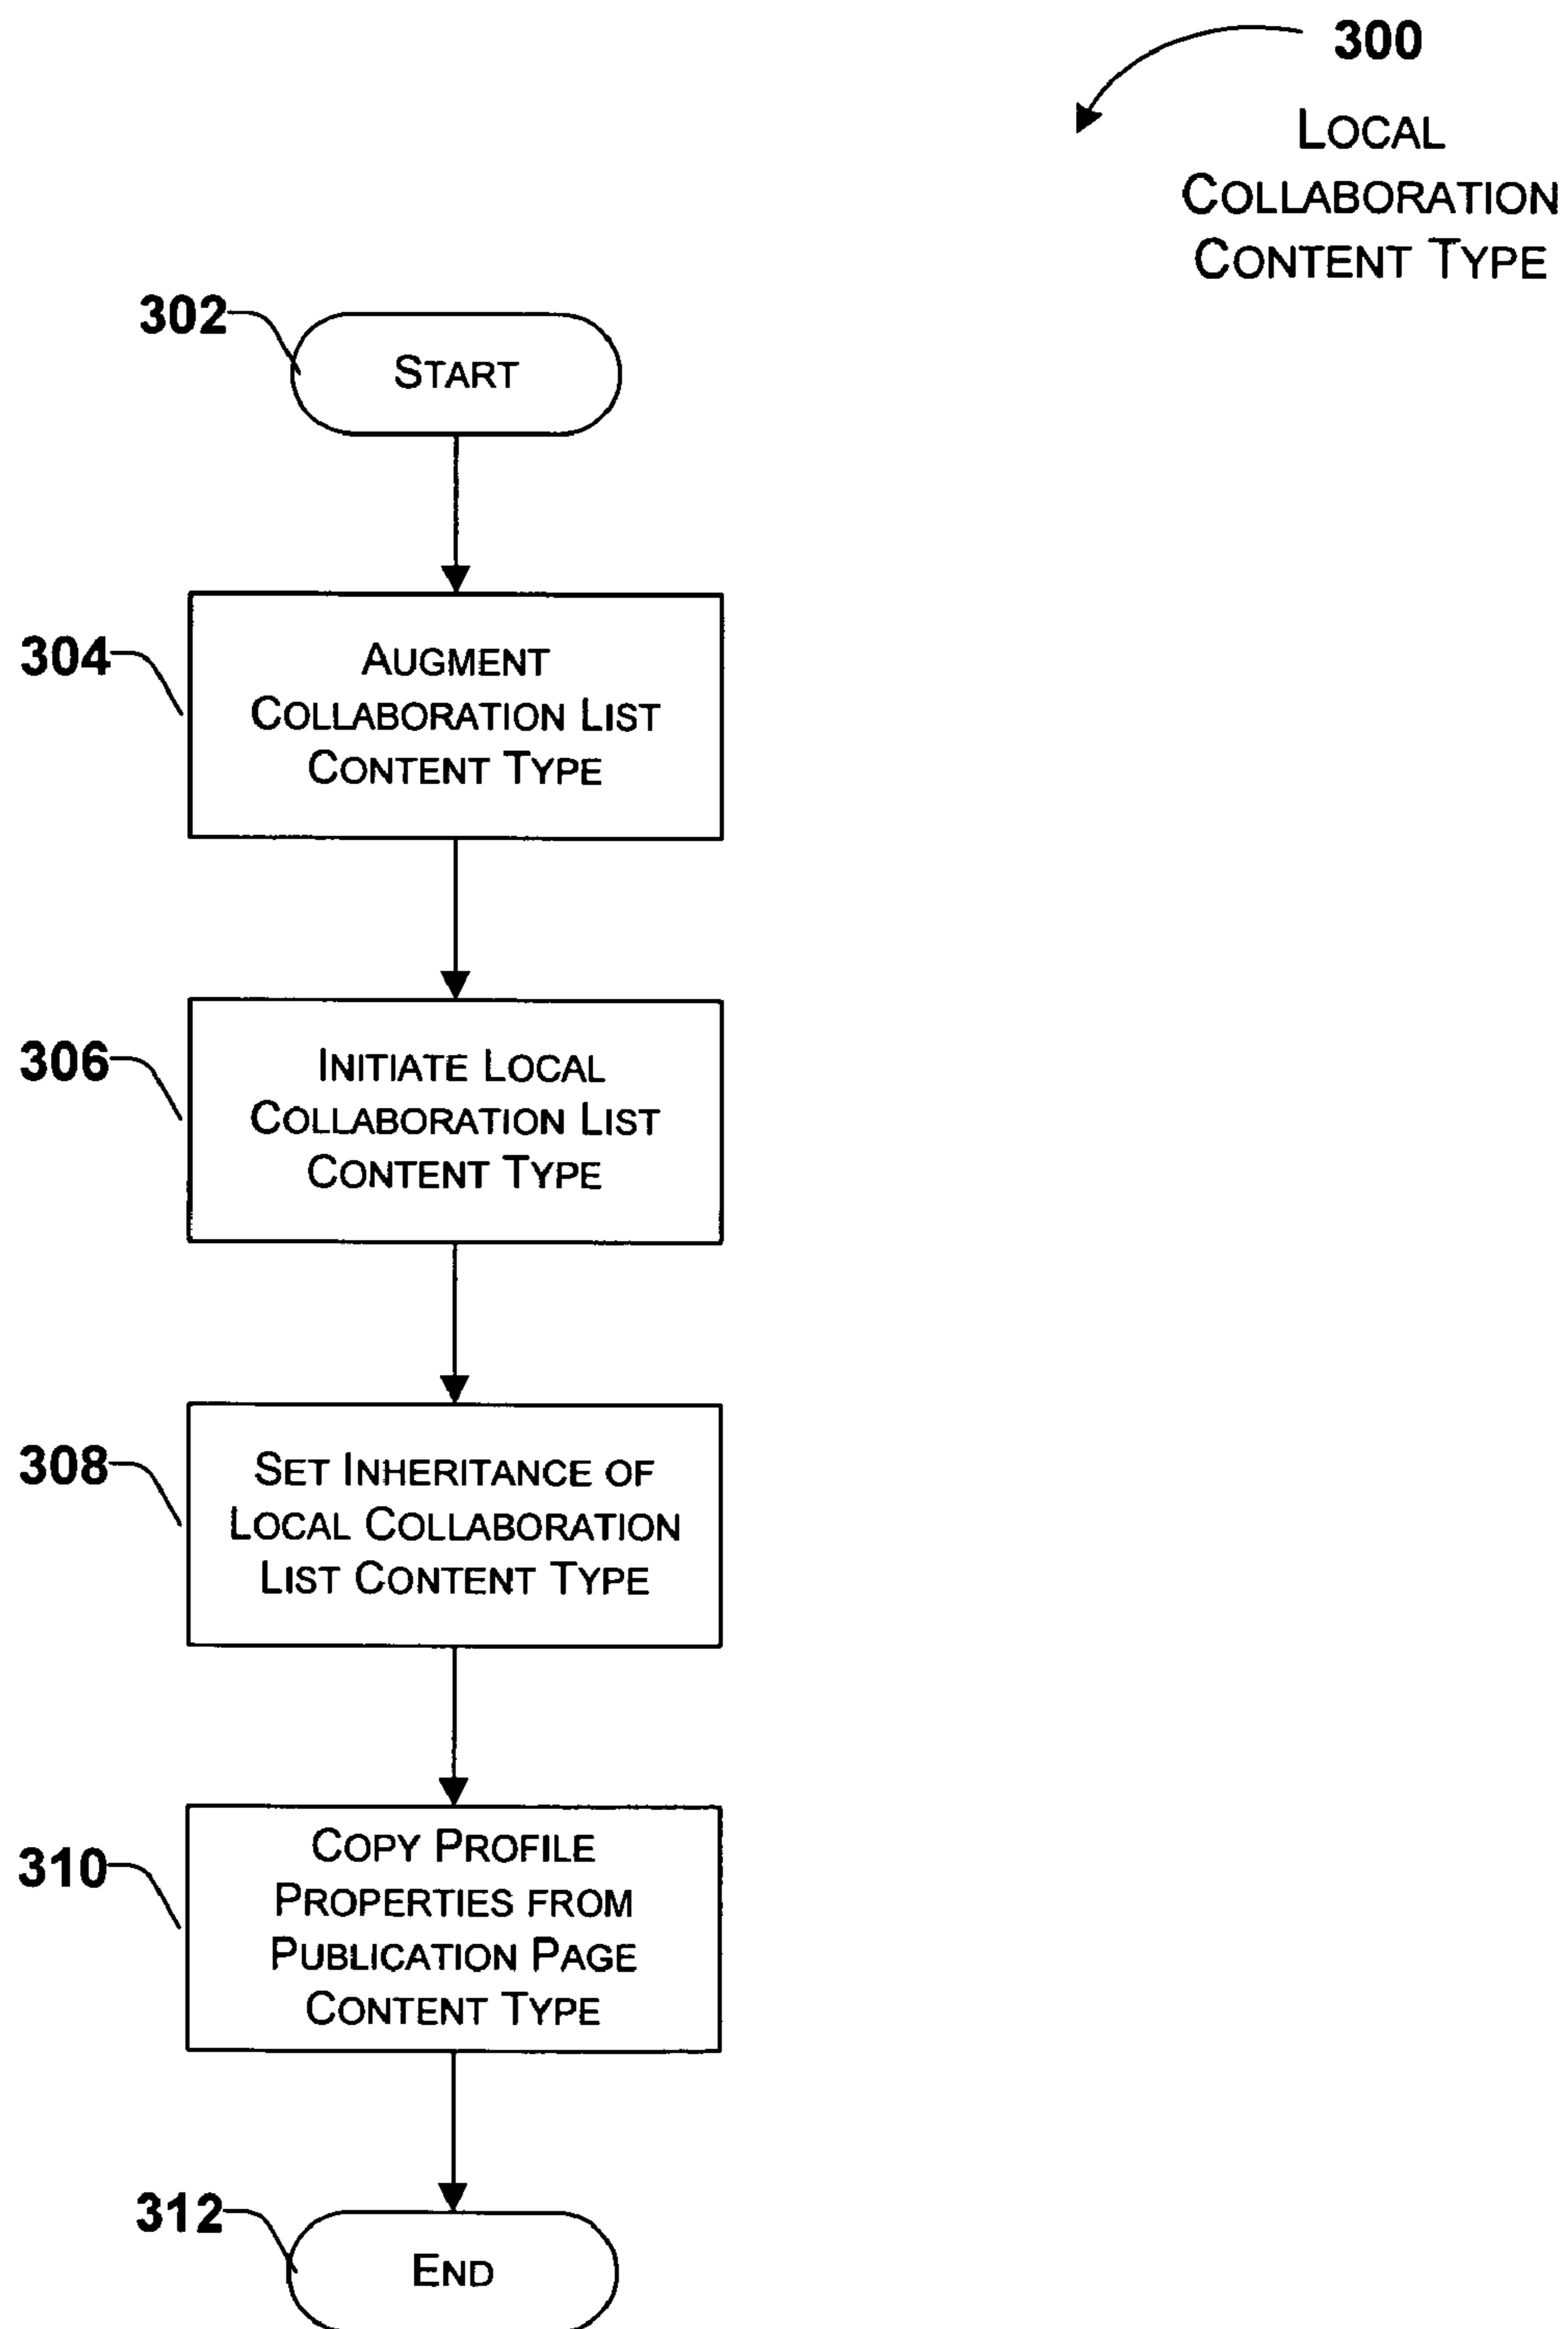 300
LOCAL
COLLABORATION
CONTENT TYPE
302
START
304
AUGMENT
COLLABORATION LIST
CONTENT TYPE
306
INITIATE LOCAL
COLLABORATION LIST
CONTENT TYPE
308
SET INHERITANCE OF
LOCAL COLLABORATION
LIST CONTENT TYPE
310
COPY PROFILE
PROPERTIES FROM
PUBLICATION PAGE
CONTENT TYPE
312
END